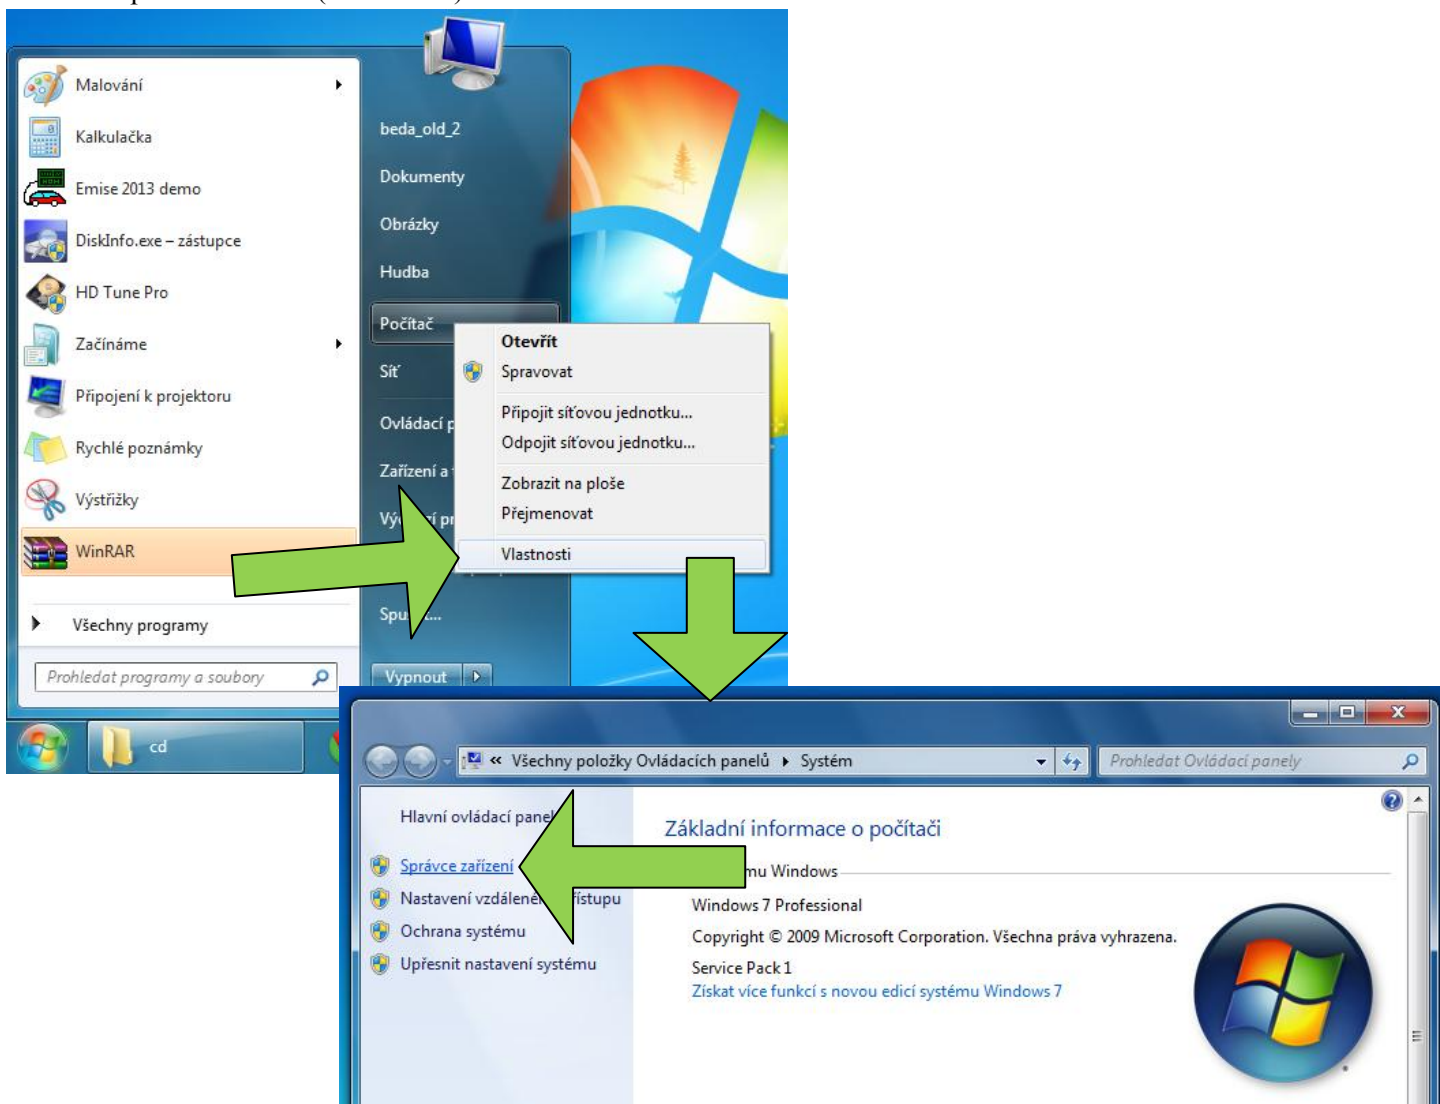 Malování
Kalkulačka
Emise 2013 demo
DiskInfo.exe – zástupce
HD Tune Pro
Začínáme
Připojení k projektoru
Rychlé poznámky
Výstřižky
WinRAR
Všechny programy
Prohledat programy a soubory
beda_old_2
Dokumenty
Obrázky
Hudba
Počítač
Síť
Ovládací p
Zařízení a
Vypnout
Otevřít
Spravovat
Připojit síťovou jednotku...
Odpojit síťovou jednotku...
Zobrazit na ploše
Přejmenovat
Vlastnosti
cd
« Všechny položky Ovládacích panelů Systém
Prohledat Ovládací panely
Hlavní ovládací panel
Správce zařízení
Nastavení vzdálené řístupu
Ochrana systému
Upřesnit nastavení systému
Základní informace o počítači
mu Windows
Windows 7 Professional
Copyright © 2009 Microsoft Corporation. Všechna práva vyhrazena.
Service Pack 1
Získat více funkcí s novou edicí systému Windows 7